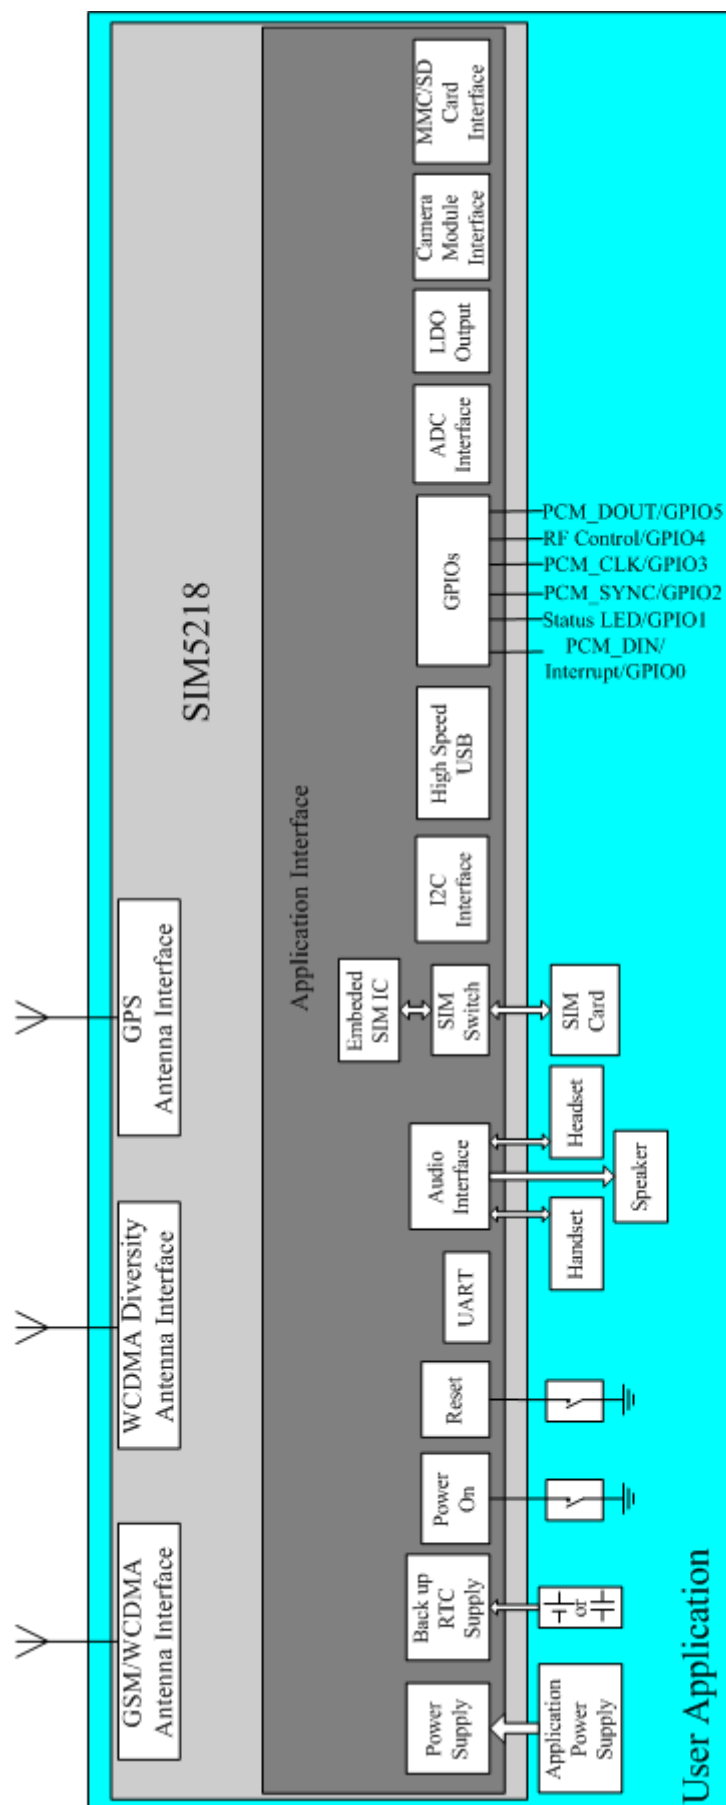 GSM/WCDMA
Antenna Interface
WCDMA Diversity
Antenna Interface
GPS
Antenna Interface
SIM5218
Application Interface
Power
Supply
Back up
RTC
Supply
Power
On
Reset
UART
Audio
Interface
Embeded
SIM IC
SIM
Switch
I2C
Interface
High Speed
USB
GPIOs
ADC
Interface
LDO
Output
Camera
Module
Interface
MMC/SD
Card
Interface
PCM_DOUT/GPIO5
RF Control/GPIO4
PCM_CLK/GPIO3
PCM_SYNC/GPIO2
Status LED/GPIO1
PCM_DIN/
Interrupt/GPIO0
Application
Power
Supply
or
Handset
Speaker
Headset
SIM
Card
User Application